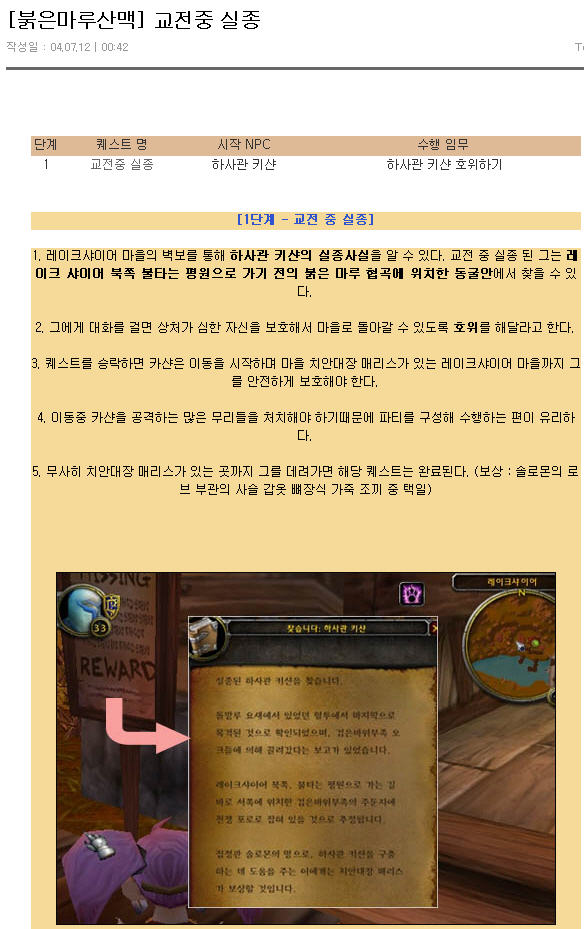 [붉은마루산맥] 교전중 실종
작성일 : 04.07.12 | 00:42
단계 퀘스트 명 시작 NPC 수행 임무
1 교전중 실종 하사관 키샨 하사관 키샨 호위하기
[1단계 - 교전 중 실종]
1. 레이크샤이어 마을의 벽보를 통해 하사관 키샨의 실종사실을 알 수 있다. 교전 중 실종 된 그는 레
이크 샤이어 북쪽 불타는 평원으로 가기 전의 붉은 마루 협곡에 위치한 동굴안에서 찾을 수 있
다.
2. 그에게 대화를 걸면 상처가 심한 자신을 보호해서 마을로 돌아갈 수 있도록 호위를 해달라고 한다.
3. 퀘스트를 승락하면 카샨은 이동을 시작하며 마을 치안대장 매리스가 있는 레이크샤이어 마을까지 그
를 안전하게 보호해야 한다.
4. 이동중 카샨을 공격하는 많은 무리들을 처치해야 하기때문에 파티를 구성해 수행하는 편이 유리하
다.
5. 무사히 치안대장 매리스가 있는 곳까지 그를 데려가면 해당 퀘스트는 완료된다. (보상 : 솔로몬의 로
브 부관의 사슬 갑옷 뼈장식 가죽 조끼 중 택일)
MISSING
REWARD
33
레이크샤이어
N
찾습니다: 하사관 키샨
실종된 하사관 키샨을 찾습니다.
돌망루 요새에서 있었던 혈투에서 마지막으로
목격된 것으로 확인되었으며, 검은바위부족 오
크들에 의해 끌려갔다는 보고가 있었습니다.
레이크샤이어 북쪽, 불타는 평원으로 가는 길
바로 서쪽에 위치한 검은바위부족의 주둔지에
전쟁 포로로 잡혀 있을 것으로 추정됩니다.
집정관 솔로몬의 명으로, 하사관 키샨을 구출
하는 데 도움을 주는 이에게는 치안대장 매리스
가 보상할 것입니다.